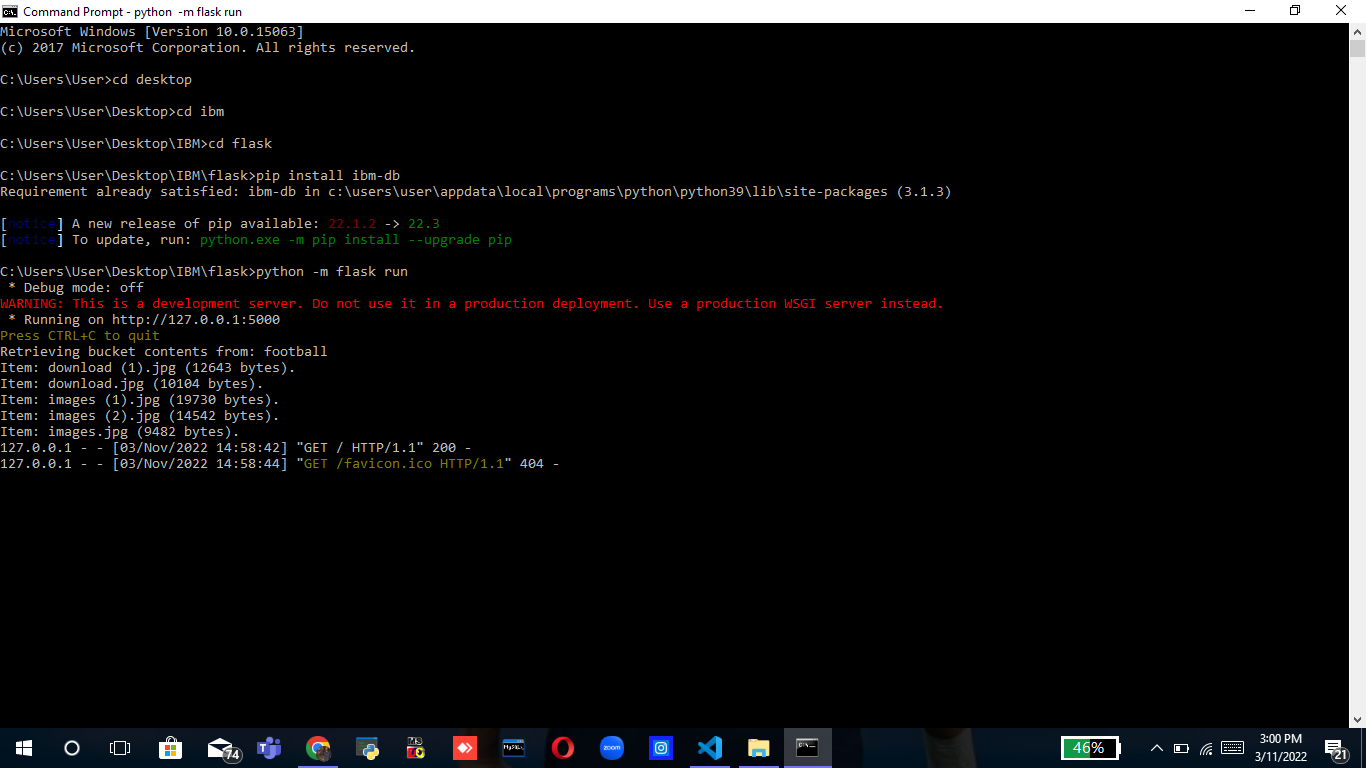 Command Prompt - python -m flask run
Microsoft Windows [Version 10.0.15063]
(c) 2017 Microsoft Corporation. All rights reserved.
C:\Users\User>cd desktop
C:\Users\User\Desktop>cd ibm
C:\Users\User\Desktop\IBM>cd flask
C:\Users\User\Desktop\IBM\flask>pip install ibm-db
Requirement already satisfied: ibm-db in c:\users\user\appdata\local\programs\python\python39\lib\site-packages (3.1.3)
[notice] A new release of pip available: 22.1.2 -> 22.3
[notice] To update, run: python.exe -m pip install --upgrade pip
C:\Users\User\Desktop\IBM\flask>python -m flask run
* Debug mode: off
WARNING: This is a development server. Do not use it in a production deployment. Use a production WSGI server instead.
* Running on http://127.0.0.1:5000
Press CTRL+C to quit
Retrieving bucket contents from: football
Item: download (1).jpg (12643 bytes).
Item: download.jpg (10104 bytes).
Item: images (1).jpg (19730 bytes).
Item: images (2).jpg (14542 bytes).
Item: images.jpg (9482 bytes).
127.0.0.1 - - [03/Nov/2022 14:58:42] "GET / HTTP/1.1" 200 -
127.0.0.1 - - [03/Nov/2022 14:58:44] "GET /favicon.ico HTTP/1.1" 404 -
74
MySQL
zoom
46%
3:00 PM
3/11/2022
21